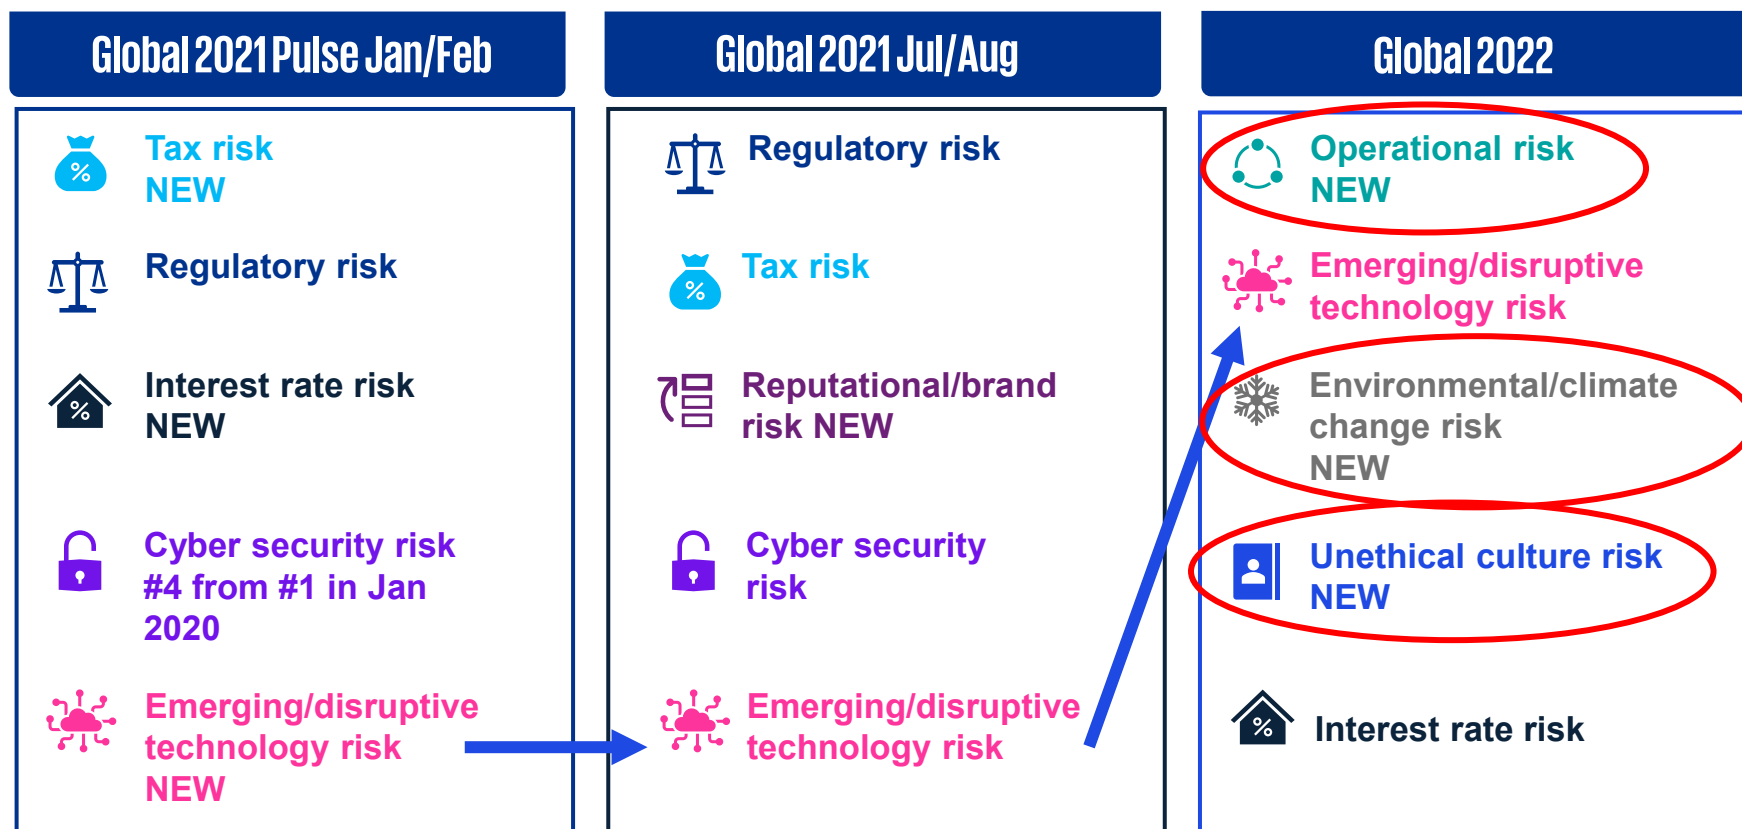 Global 2021 Pulse Jan/Feb
Tax risk
NEW
Regulatory risk
Interest rate risk
NEW
Cyber security risk
#4 from #1 in Jan
2020
Emerging/disruptive
technology risk
NEW
Global 2021 Jul/Aug
Regulatory risk
Tax risk
Reputational/brand
risk NEW
Cyber security
risk
Emerging/disruptive
technology risk
Global 2022
Operational risk
NEW
Emerging/disruptive
technology risk
Environmental/climate
change risk
NEW
Unethical culture risk
NEW
Interest rate risk